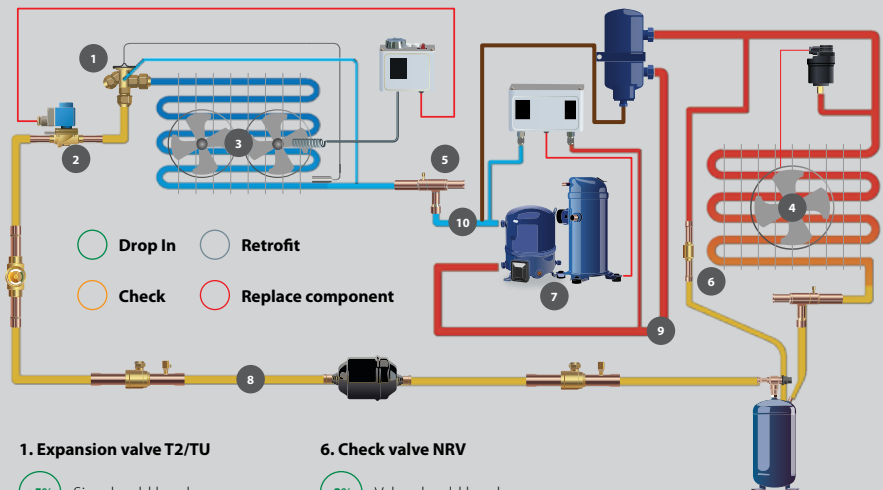 1
2
3
4
5
6
7
8
9
10
Drop In
Retrofit
Check
Replace component
1. Expansion valve T2/TU
6. Check valve NRV